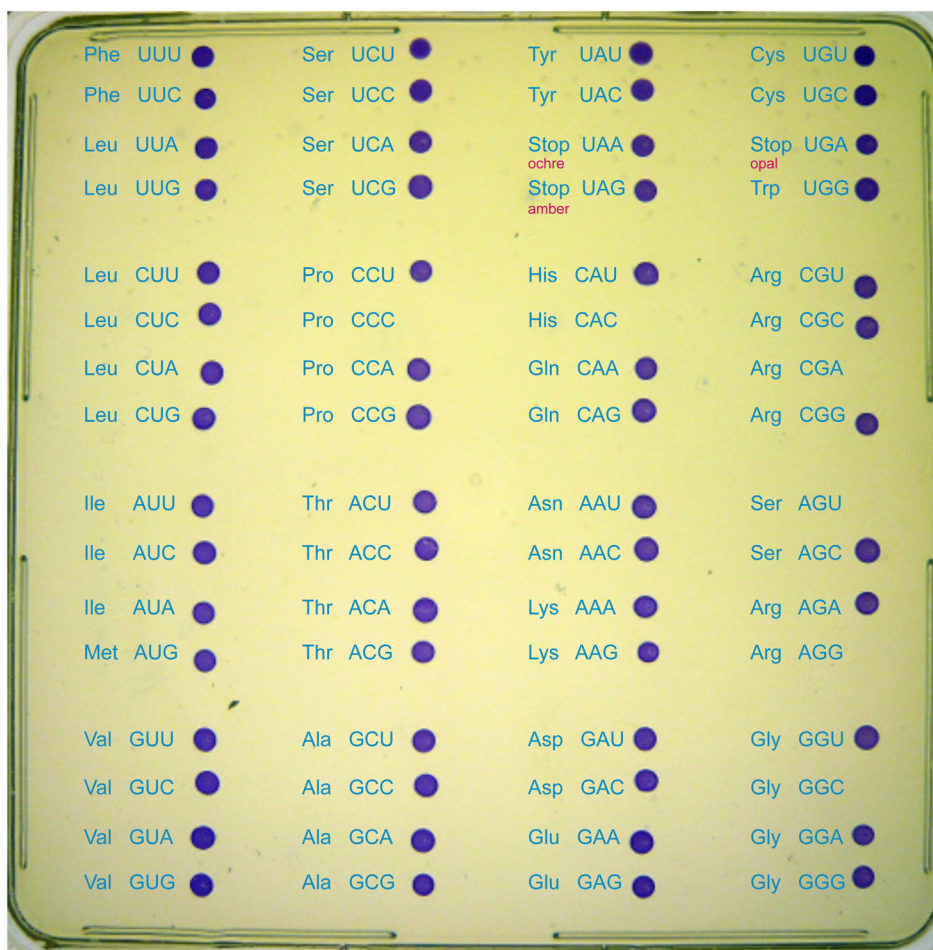 Phe UUU Ser UCU Tyr UAU Cys UGU
Phe UUC Ser UCC Tyr UAC Cys UGC
Leu UUA Ser UCA Stop UAA Stop UGA
ochre opal
Leu UUG Ser UCG Stop UAG Trp UGG
amber
Leu CUU Pro CCU His CAU Arg CGU
Leu CUC Pro CCC His CAC Arg CGC
Leu CUA Pro CCA Gln CAA Arg CGA
Leu CUG Pro CCG Gln CAG Arg CGG
Ile AUU Thr ACU Asn AAU Ser AGU
Ile AUC Thr ACC Asn AAC Ser AGC
Ile AUA Thr ACA Lys AAA Arg AGA
Met AUG Thr ACG Lys AAG Arg AGG
Val GUU Ala GCU Asp GAU Gly GGU
Val GUC Ala GCC Asp GAC Gly GGC
Val GUA Ala GCA Glu GAA Gly GGA
Val GUG Ala GCG Glu GAG Gly GGG